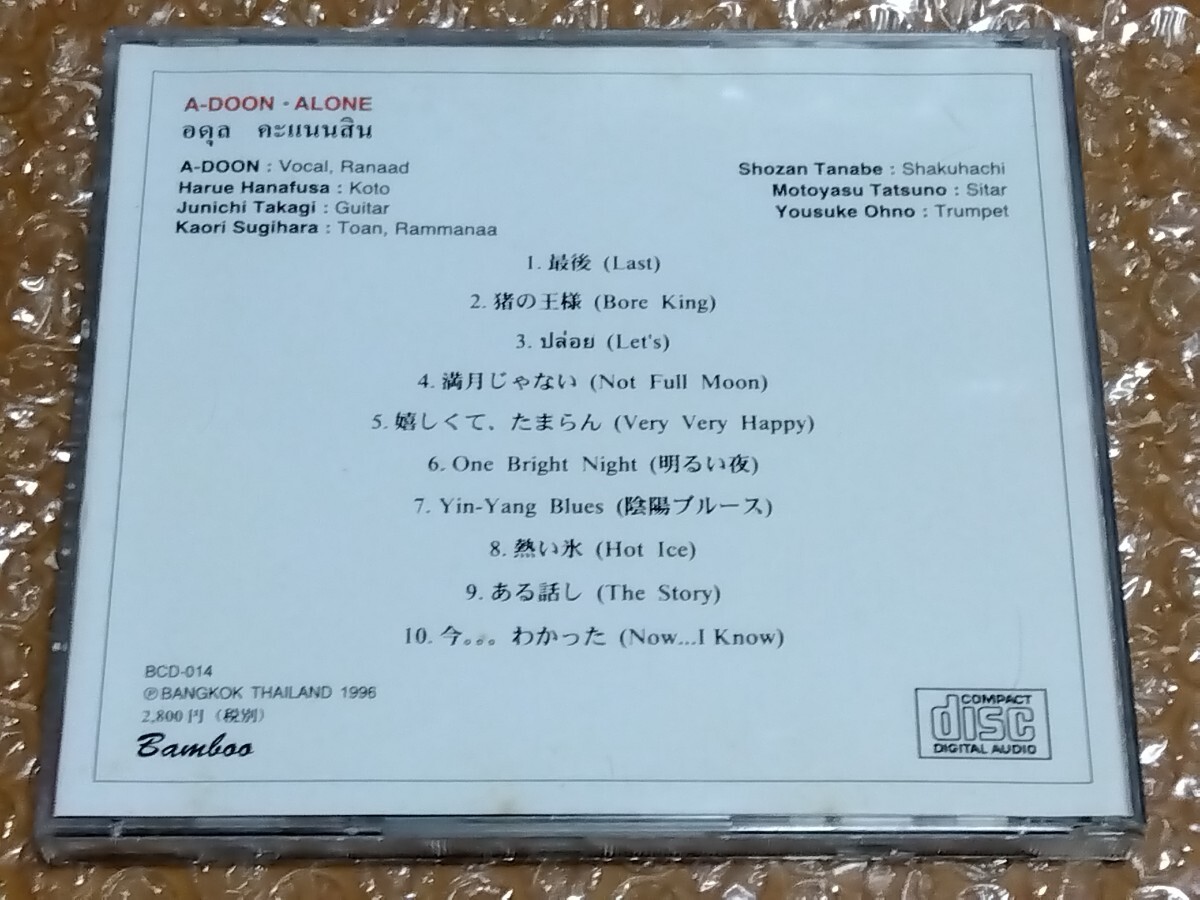 A-DOON・ALONE
อดุล คะแนนสิน
A-DOON : Vocal, Ranaad
Harue Hanafusa : Koto
Junichi Takagi : Guitar
Kaori Sugihara : Toan, Rammanaa
Shozan Tanabe : Shakuhachi
Motoyasu Tatsuno : Sitar
Yousuke Ohno : Trumpet
1. 最後 (Last)
2. 猪の王様 (Bore King)
3. ปล่อย (Let's)
4. 満月じゃない (Not Full Moon)
5. 嬉しくて、たまらん (Very Very Happy)
6. One Bright Night (明るい夜)
7. Yin-Yang Blues (陰陽ブルース)
8. 熱い氷 (Hot Ice)
9. ある話し (The Story)
10. 今。。。わかった (Now...I Know)
BCD-014
℗BANGKOK THAILAND 1996
2,800円（税別）
Bamboo
COMPACT
disc
DIGITAL AUDIO